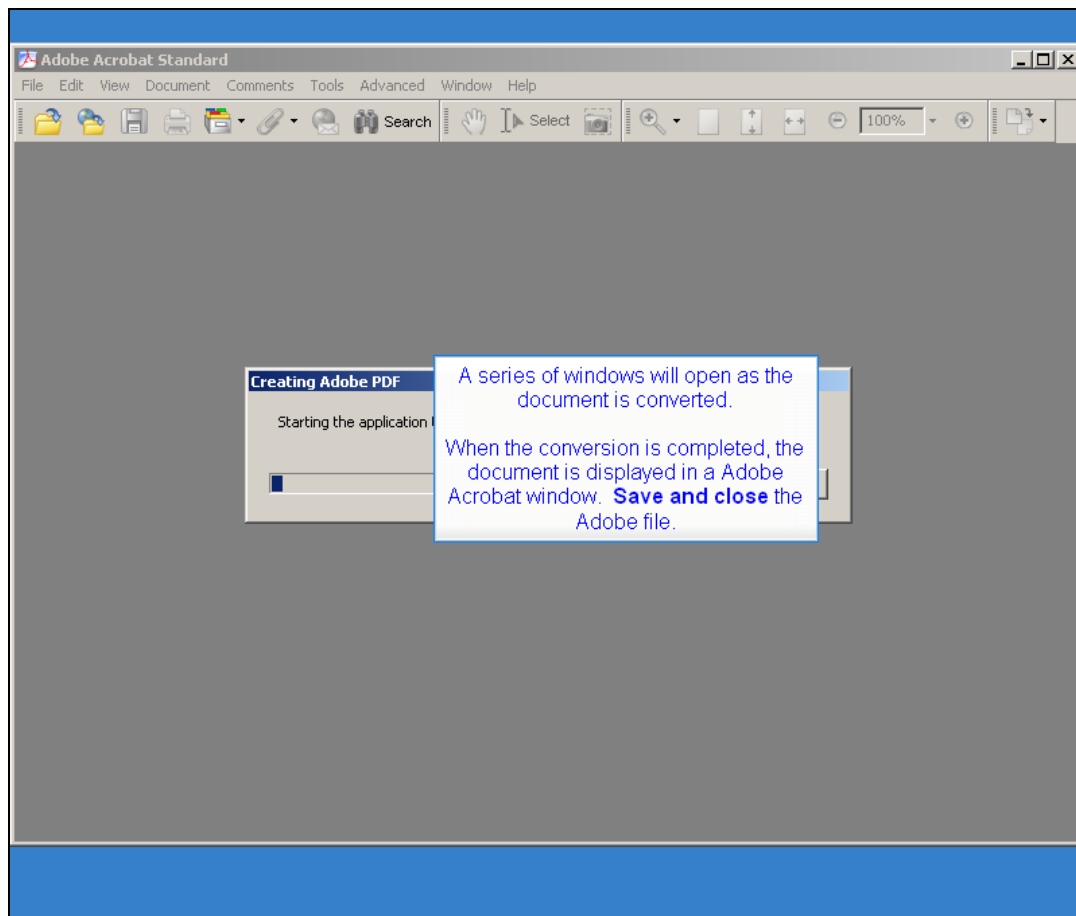 Adobe Acrobat Standard
File Edit View Document Comments Tools Advanced Window Help
Search Select 100%
Creating Adobe PDF
Starting the application
A series of windows will open as the
document is converted.
When the conversion is completed, the
document is displayed in a Adobe
Acrobat window. Save and close the
Adobe file.